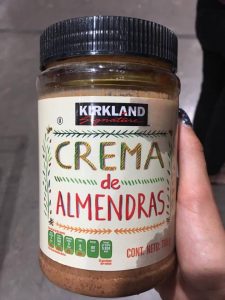 KIRKLAND
Signature
®
CREMA
de
ALMENDRAS
CONT. NETO